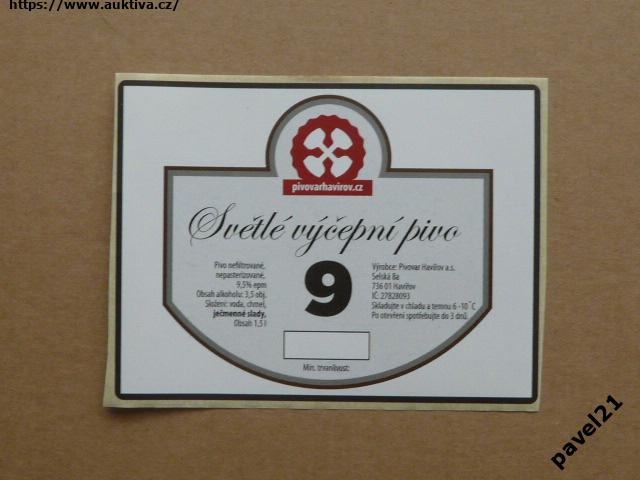 https://www.auktiva.cz/
pivovarhavirov.cz
Světlé výčepní pivo
9
Pivo nefiltrované,
nepasterizované,
9,5% epm
Obsah alkoholu: 3,5 obj.
Složení: voda, chmel,
ječmenné slady,
Obsah 1,5 l
Výrobce: Pivovar Havířov a.s.
Selská 8a
736 01 Havířov
IČ: 27828093
Skladujte v chladu a temnu 6 -10°C
Po otevření spotřebujte do 3 dnů.
Min. trvanlivost:
pavel21